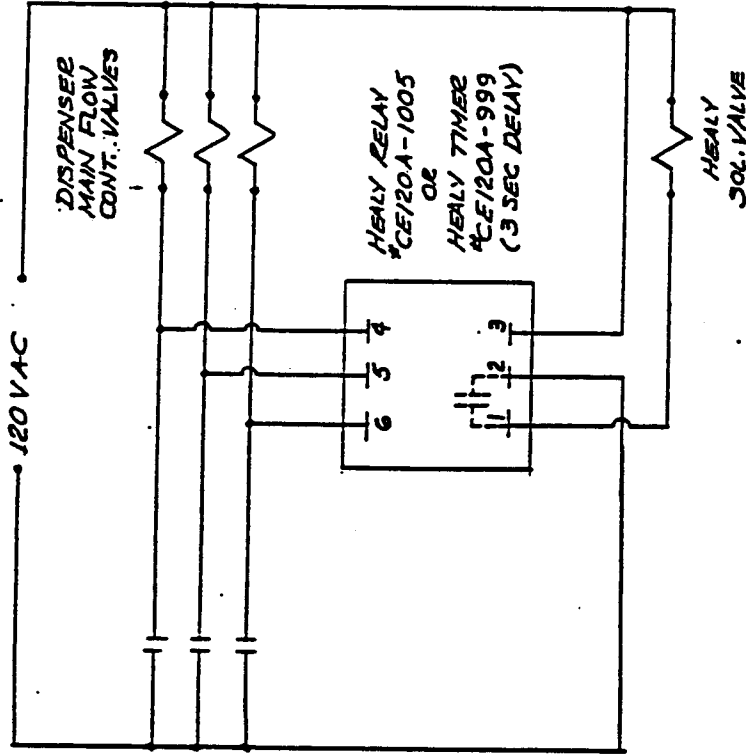 120 VAC
DISPENSER
MAIN FLOW
CONT. VALVES
HEALY RELAY
#CE120A-1005
OR
HEALY TIMER
#CE120A-999
(3 SEC DELAY)
4
5
6
3
2
1
HEALY
SOL. VALVE